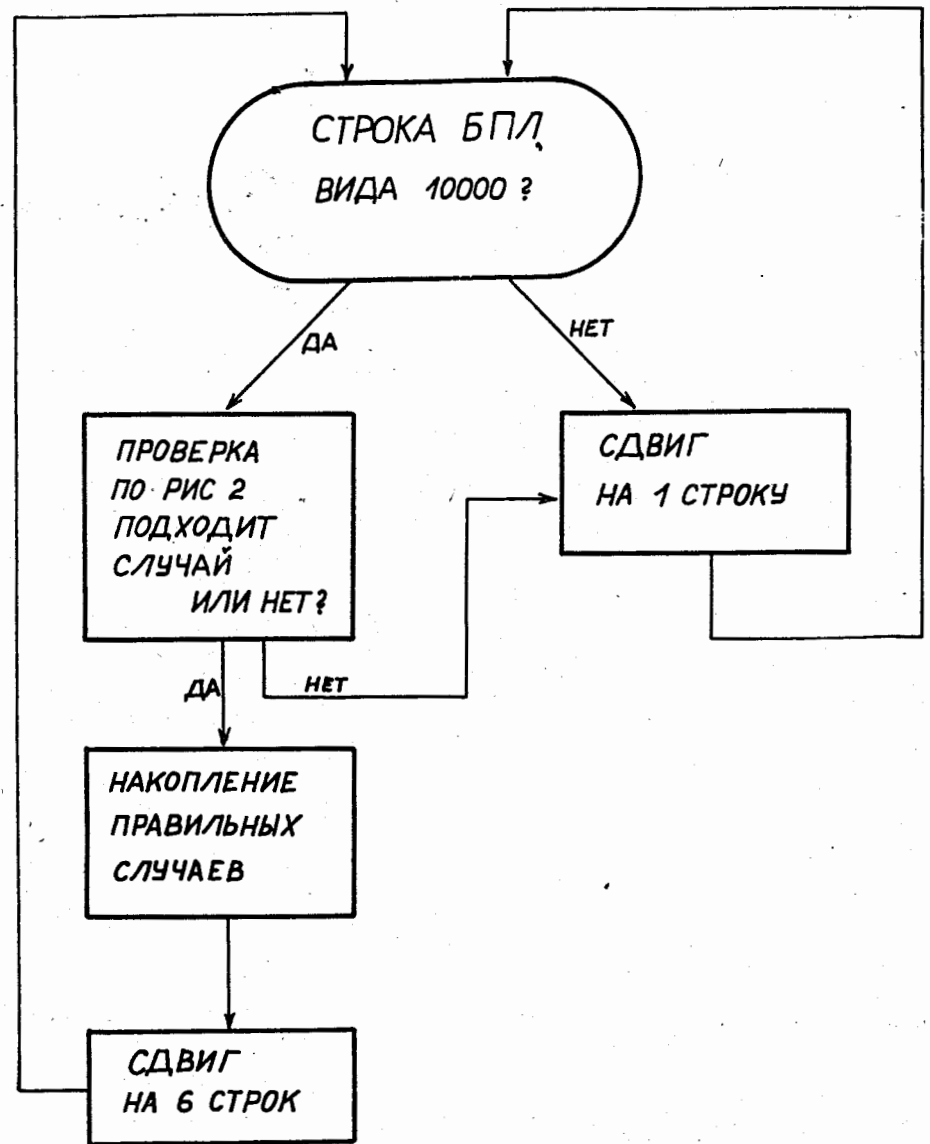 СТРОКА БПЛ
ВИДА 10000 ?
ДА
НЕТ
ПРОВЕРКА
ПО РИС 2
ПОДХОДИТ
СЛУЧАЙ
ИЛИ НЕТ?
СДВИГ
НА 1 СТРОКУ
ДА
НЕТ
НАКОПЛЕНИЕ
ПРАВИЛЬНЫХ
СЛУЧАЕВ
СДВИГ
НА 6 СТРОК